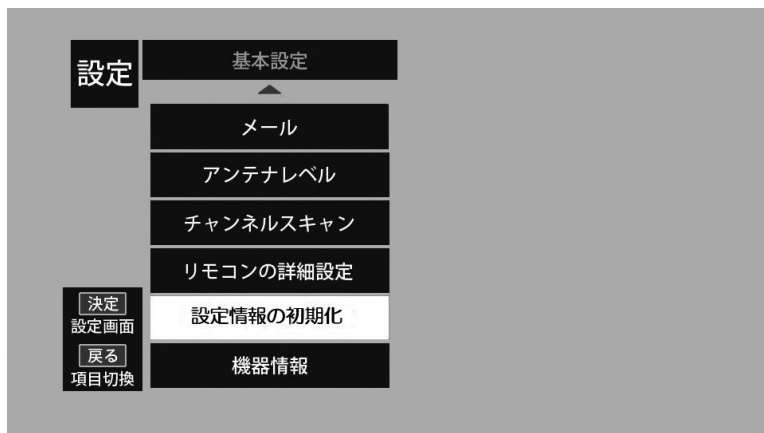 設定
基本設定
メール
アンテナレベル
チャンネルスキャン
リモコンの詳細設定
設定情報の初期化
機器情報
決定
設定画面
戻る
項目切換